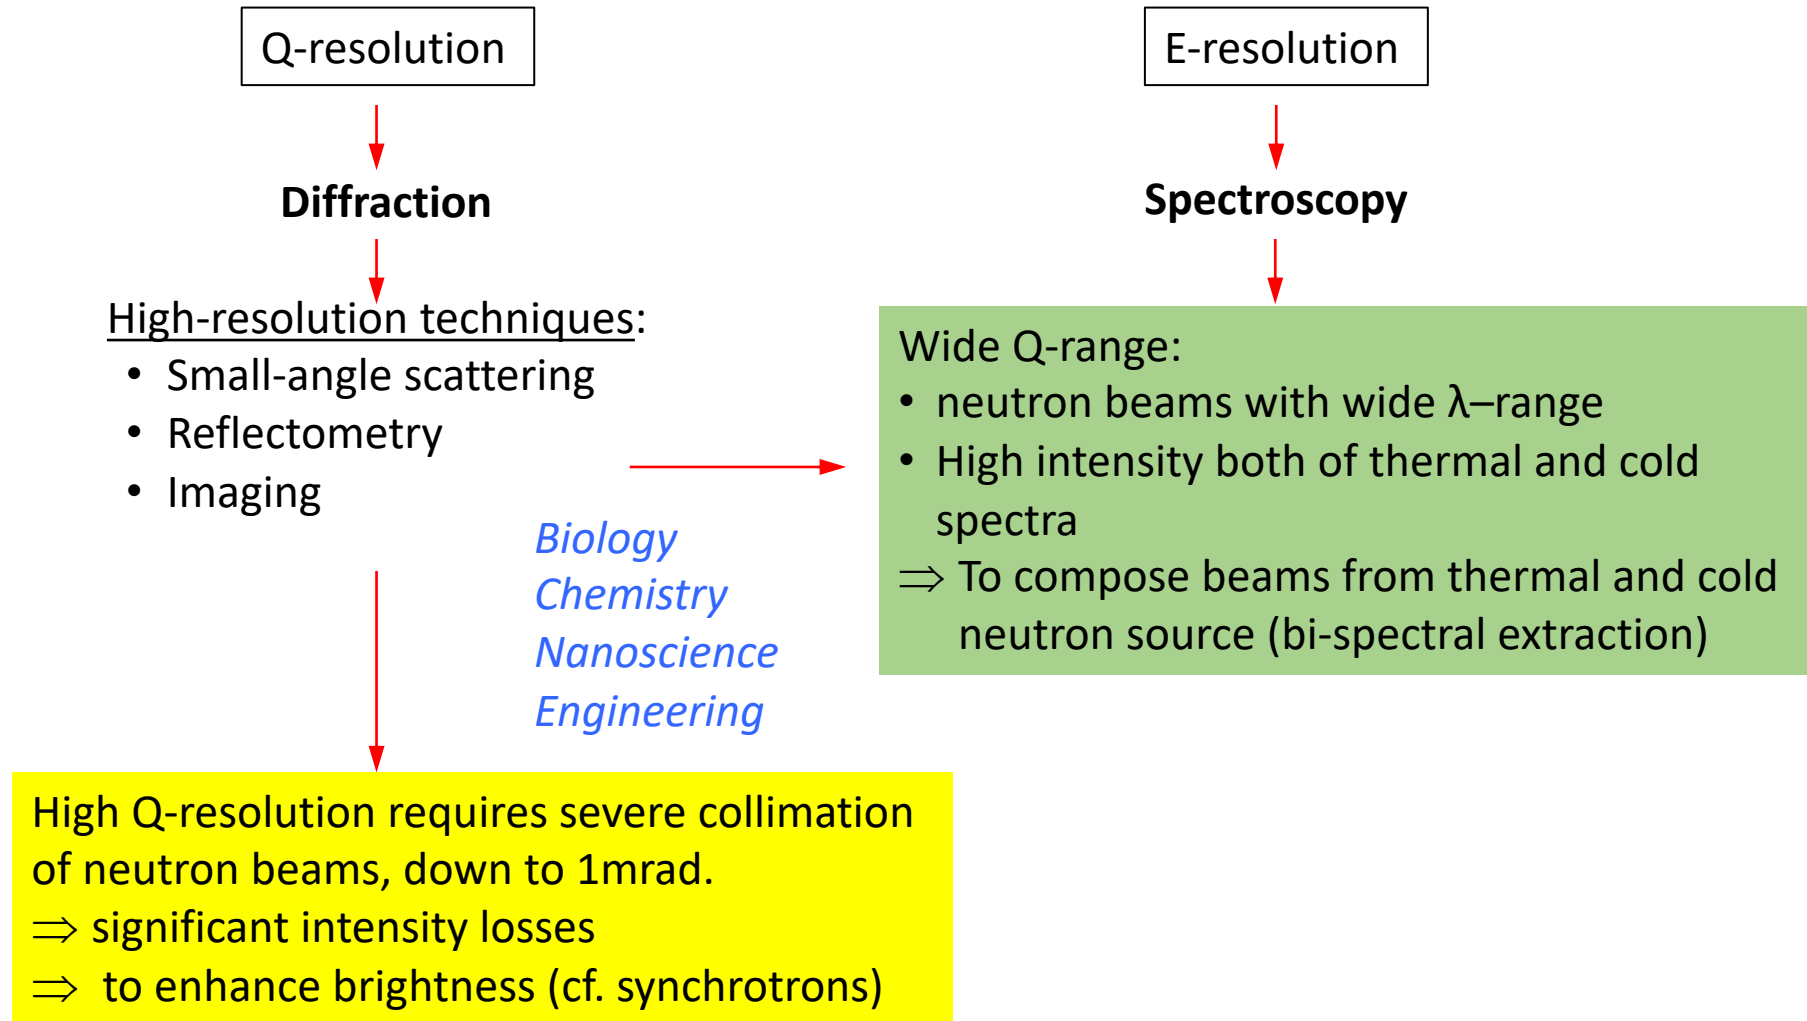 Q-resolution
Diffraction
High-resolution techniques:
• Small-angle scattering
• Reflectometry
• Imaging
Biology
Chemistry
Nanoscience
Engineering
High Q-resolution requires severe collimation
of neutron beams, down to 1mrad.
⇒ significant intensity losses
⇒ to enhance brightness (cf. synchrotrons)
E-resolution
Spectroscopy
Wide Q-range:
• neutron beams with wide λ–range
• High intensity both of thermal and cold
spectra
⇒ To compose beams from thermal and cold
neutron source (bi-spectral extraction)